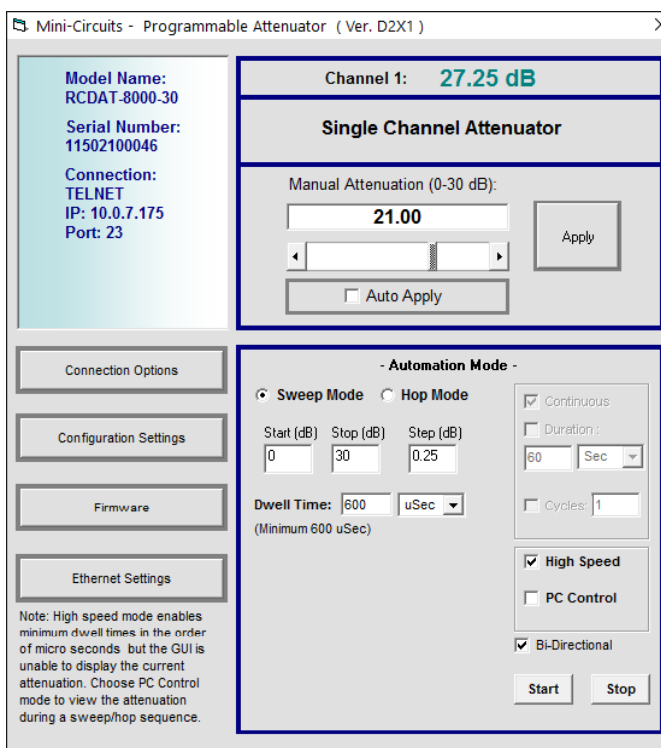 Mini-Circuits - Programmable Attenuator ( Ver. D2X1 )
Model Name:
RCDAT-8000-30
Serial Number:
11502100046
Connection:
TELNET
IP: 10.0.7.175
Port: 23
Channel 1: 27.25 dB
Single Channel Attenuator
Manual Attenuation (0-30 dB):
21.00
Apply
Auto Apply
Connection Options
Configuration Settings
Firmware
Ethernet Settings
Note: High speed mode enables
minimum dwell times in the order
of micro seconds but the GUI is
unable to display the current
attenuation. Choose PC Control
mode to view the attenuation
during a sweep/hop sequence.
- Automation Mode -
Sweep Mode Hop Mode
Start (dB) Stop (dB) Step (dB)
0 30 0.25
Dwell Time: 600 uSec
(Minimum 600 uSec)
Continuous
Duration :
60 Sec
Cycles: 1
High Speed
PC Control
Bi-Directional
Start Stop